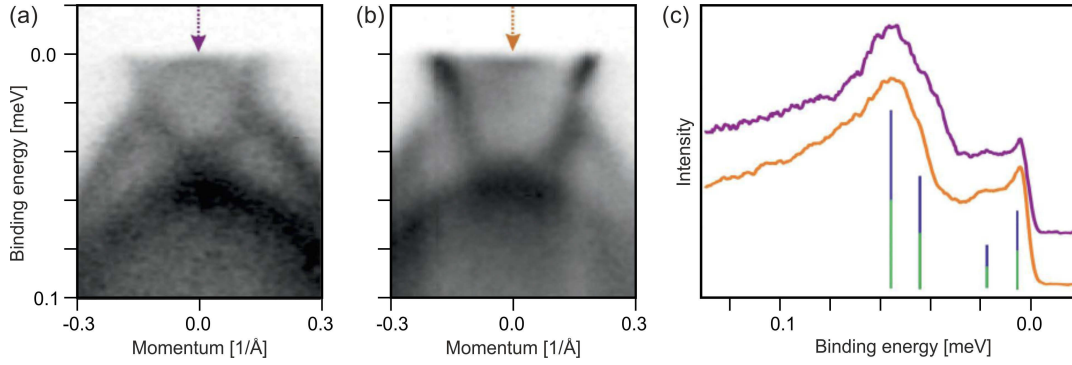 (a)
(b)
(c)
Binding energy [meV]
0.0
0.1
-0.3
0.0
0.3
Momentum [1/Å]
-0.3
0.0
0.3
Momentum [1/Å]
Intensity
0.1
0.0
Binding energy [meV]